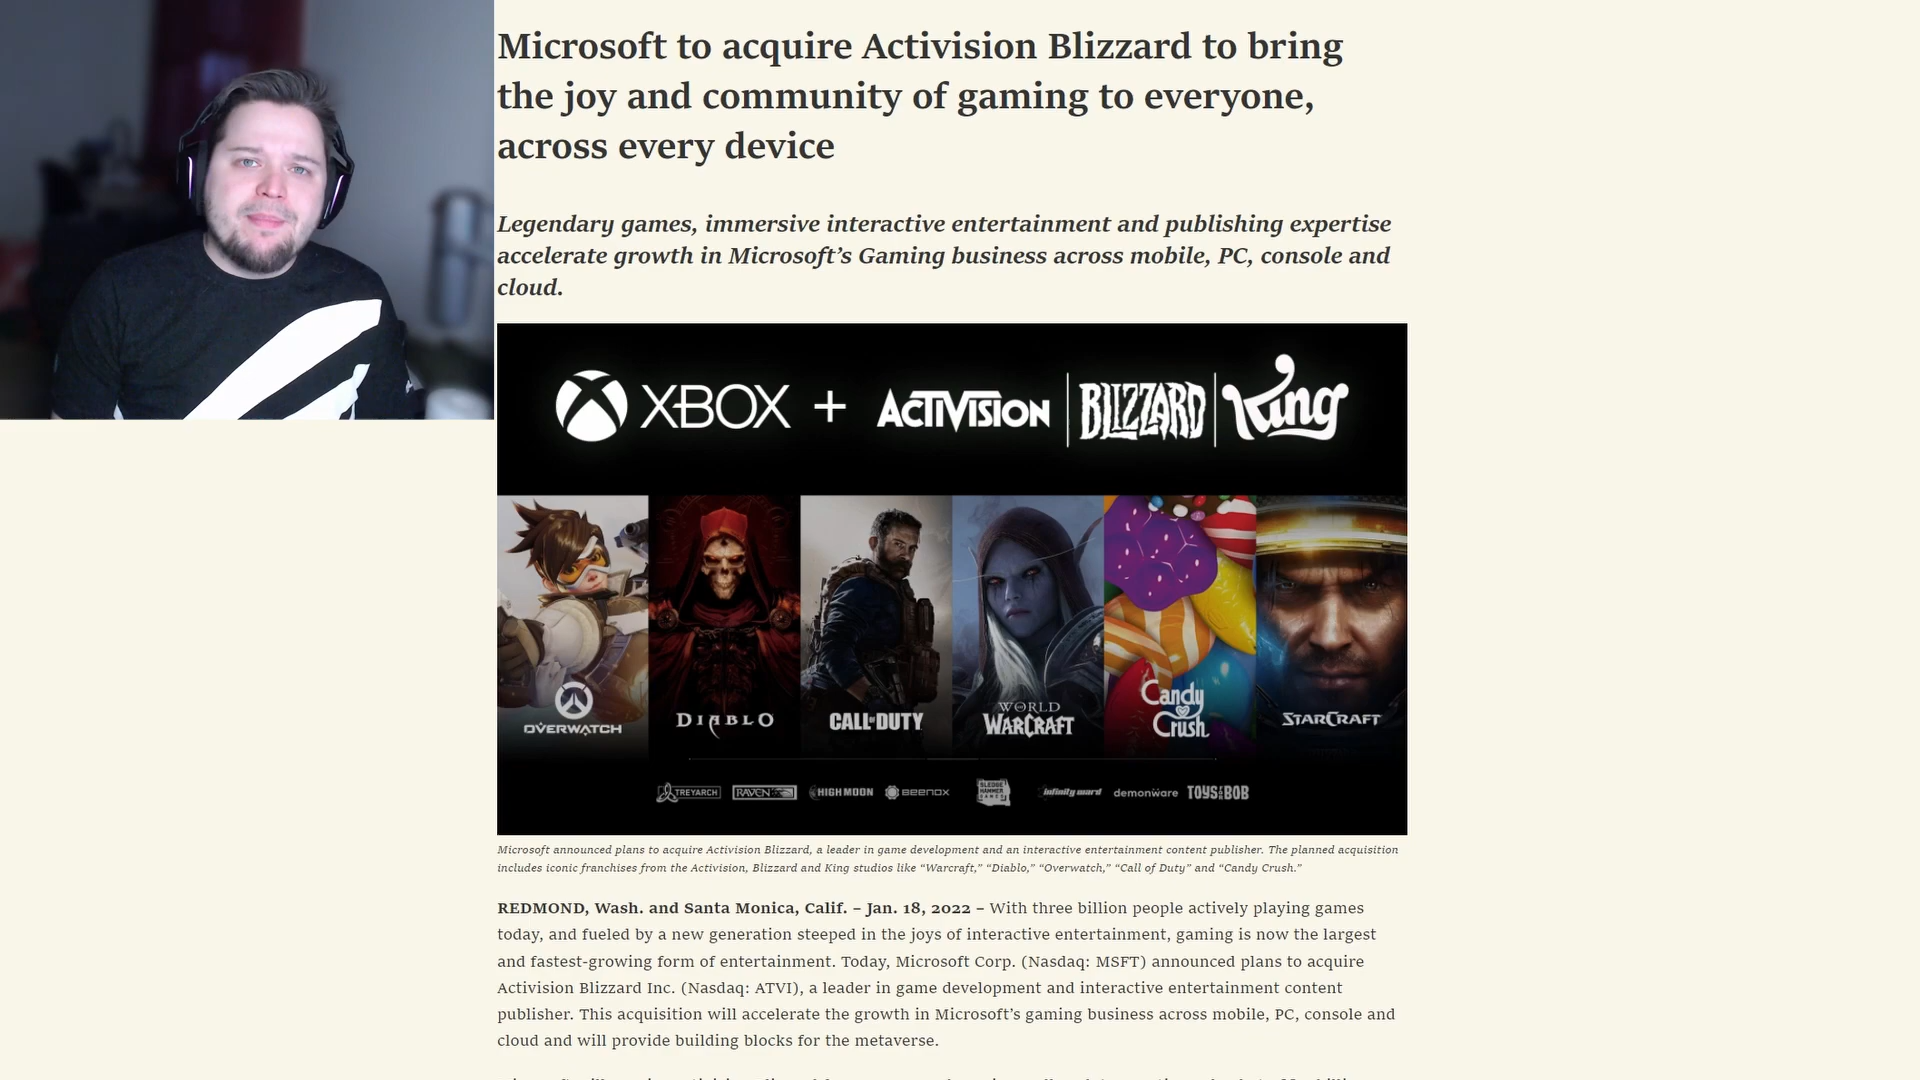 Microsoft to acquire Activision Blizzard to bring
the joy and community of gaming to everyone,
across every device
Legendary games, immersive interactive entertainment and publishing expertise
accelerate growth in Microsoft’s Gaming business across mobile, PC, console and
cloud.
XBOX + ACTIVISION BLIZZARD King
OVERWATCH DIABLO CALL OF DUTY WORLD OF WARCRAFT Candy Crush STARCRAFT
TREYARCH RAVEN HIGH MOON BEENOX SLEDGEHAMMER GAMES infinity ward demonware TOYS FOR BOB
Microsoft announced plans to acquire Activision Blizzard, a leader in game development and an interactive entertainment content publisher. The planned acquisition
includes iconic franchises from the Activision, Blizzard and King studios like “Warcraft,” “Diablo,” “Overwatch,” “Call of Duty” and “Candy Crush.”
REDMOND, Wash. and Santa Monica, Calif. – Jan. 18, 2022 – With three billion people actively playing games
today, and fueled by a new generation steeped in the joys of interactive entertainment, gaming is now the largest
and fastest-growing form of entertainment. Today, Microsoft Corp. (Nasdaq: MSFT) announced plans to acquire
Activision Blizzard Inc. (Nasdaq: ATVI), a leader in game development and interactive entertainment content
publisher. This acquisition will accelerate the growth in Microsoft’s gaming business across mobile, PC, console and
cloud and will provide building blocks for the metaverse.